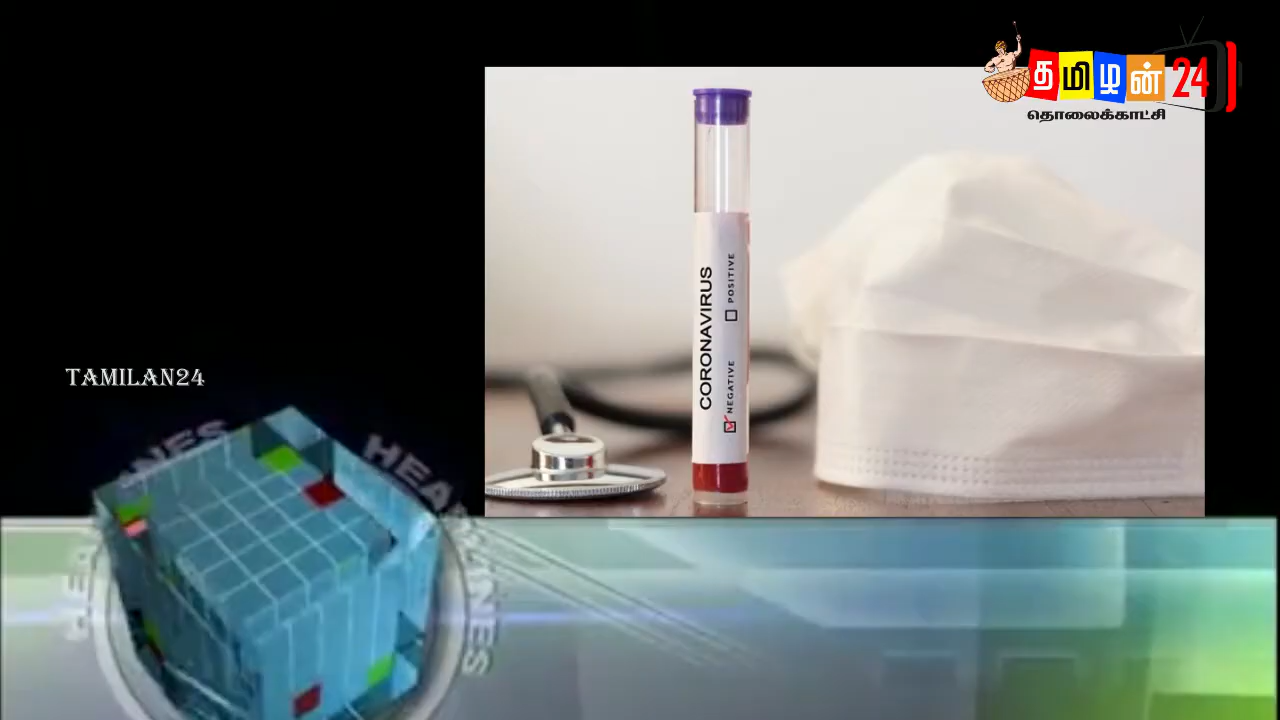 தமிழன் 24
தொலைக்காட்சி
CORONAVIRUS
NEGATIVE
POSITIVE
TAMILAN24